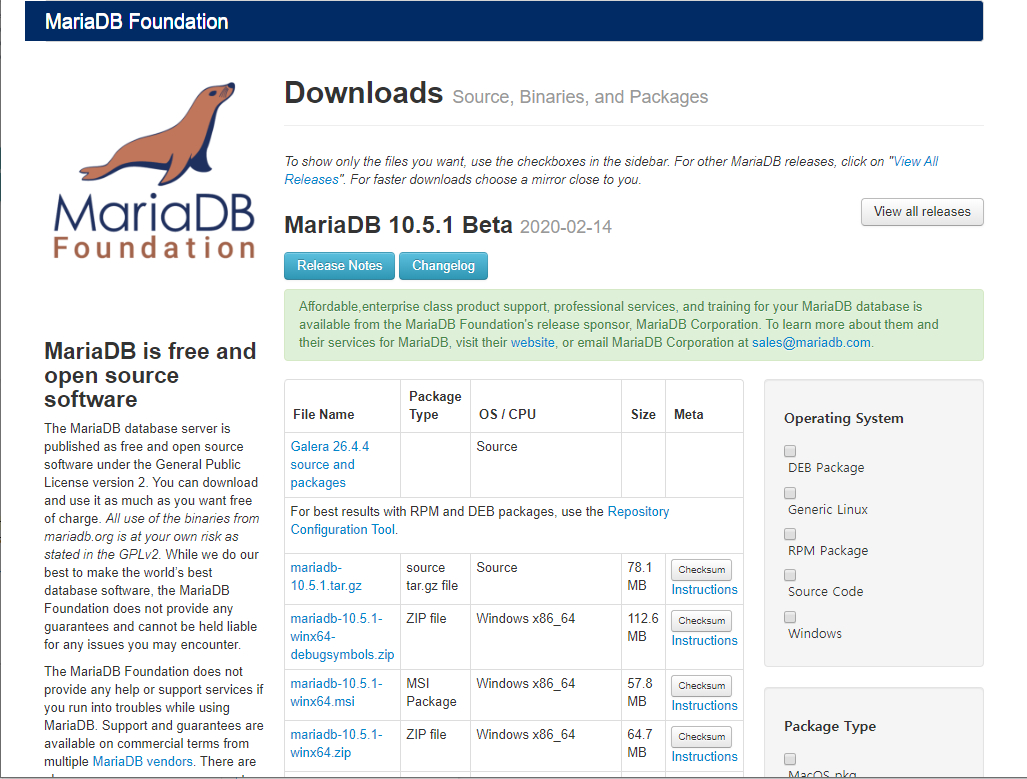 MariaDB Foundation
MariaDB
Foundation
MariaDB is free and
open source
software
The MariaDB database server is
published as free and open source
software under the General Public
License version 2. You can download
and use it as much as you want free
of charge. All use of the binaries from
mariadb.org is at your own risk as
stated in the GPLv2. While we do our
best to make the world's best
database software, the MariaDB
Foundation does not provide any
guarantees and cannot be held liable
for any issues you may encounter.
The MariaDB Foundation does not
provide any help or support services if
you run into troubles while using
MariaDB. Support and guarantees are
available on commercial terms from
multiple MariaDB vendors. There are
Downloads Source, Binaries, and Packages
To show only the files you want, use the checkboxes in the sidebar. For other MariaDB releases, click on "View All
Releases". For faster downloads choose a mirror close to you.
View all releases
MariaDB 10.5.1 Beta 2020-02-14
Release Notes Changelog
Affordable,enterprise class product support, professional services, and training for your MariaDB database is
available from the MariaDB Foundation's release sponsor, MariaDB Corporation. To learn more about them and
their services for MariaDB, visit their website, or email MariaDB Corporation at sales@mariadb.com.
Package
File Name Type OS / CPU Size Meta
Galera 26.4.4 Source
source and
packages
For best results with RPM and DEB packages, use the Repository
Configuration Tool.
mariadb- source Source 78.1 Checksum
10.5.1.tar.gz tar.gz file MB Instructions
mariadb-10.5.1- ZIP file Windows x86_64 112.6 Checksum
winx64- MB Instructions
debugsymbols.zip
mariadb-10.5.1- MSI Windows x86_64 57.8 Checksum
winx64.msi Package MB Instructions
mariadb-10.5.1- ZIP file Windows x86_64 64.7 Checksum
winx64.zip MB Instructions
Operating System
DEB Package
Generic Linux
RPM Package
Source Code
Windows
Package Type
MacOS pkg